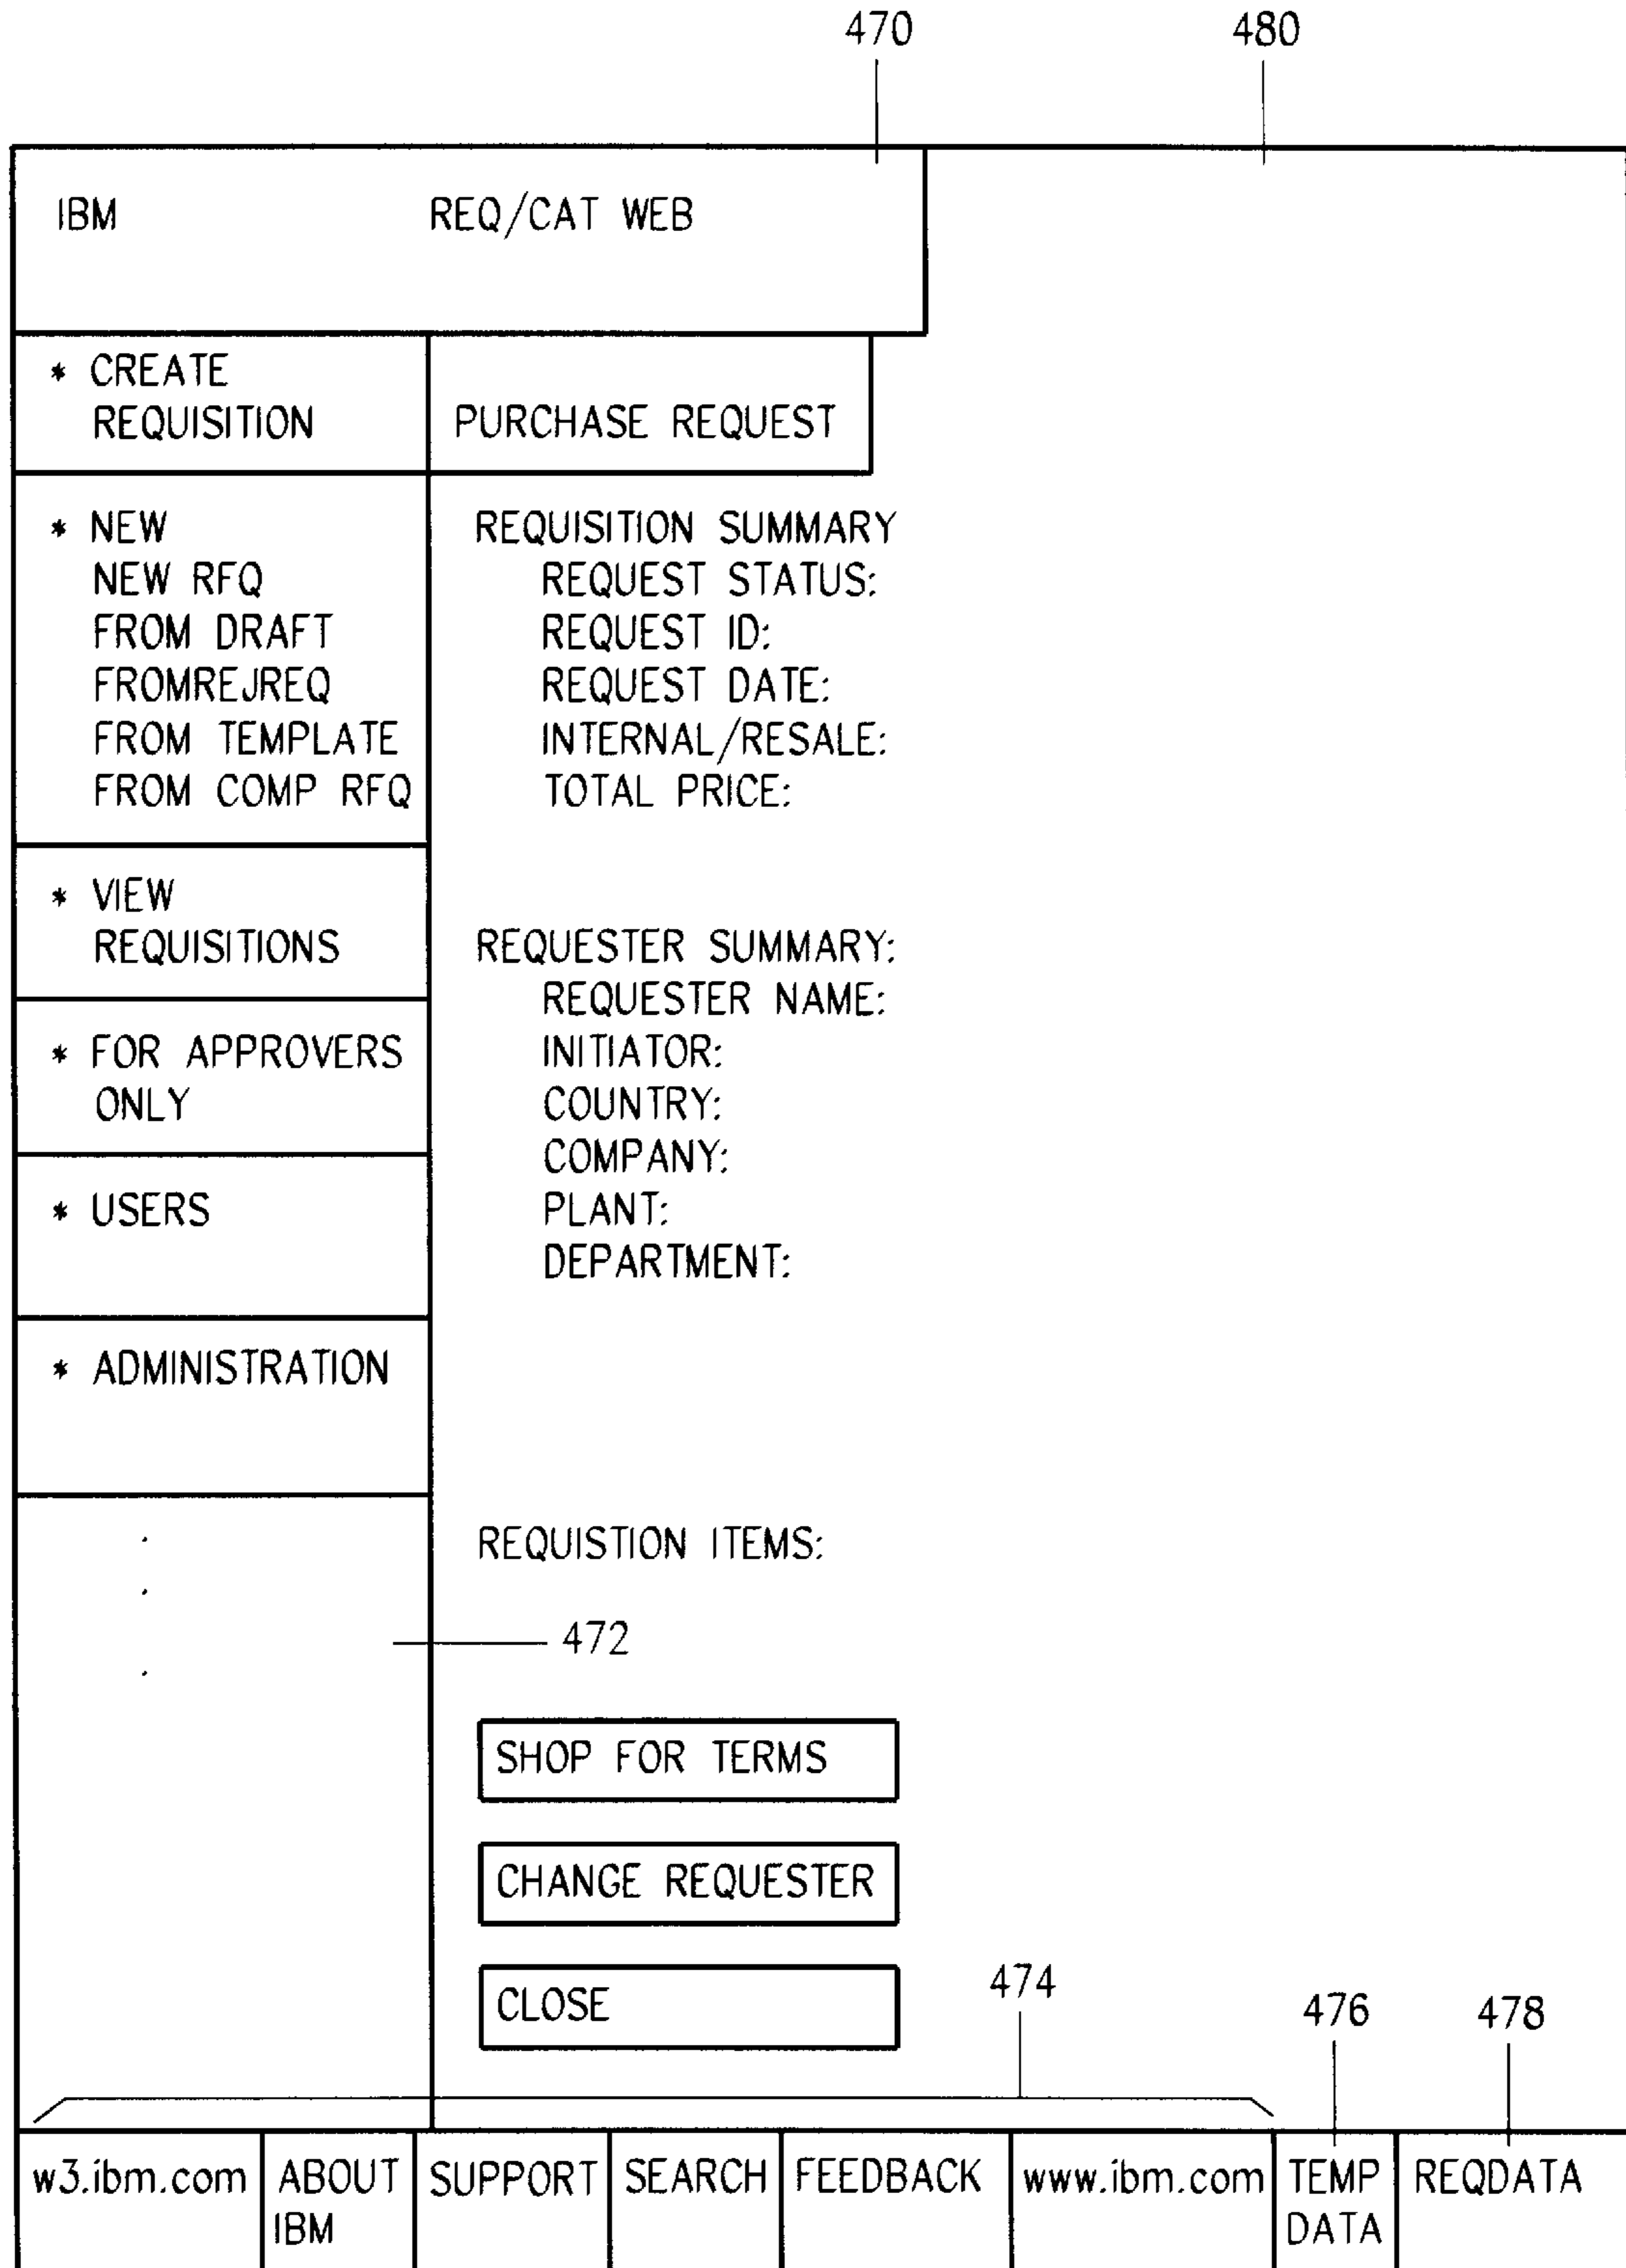 470 480
IBM REQ/CAT WEB
* CREATE
REQUISITION
PURCHASE REQUEST
* NEW
NEW RFQ
FROM DRAFT
FROMREJREQ
FROM TEMPLATE
FROM COMP RFQ
* VIEW
REQUISITIONS
* FOR APPROVERS
ONLY
* USERS
* ADMINISTRATION
.
.
.
REQUISITION SUMMARY
REQUEST STATUS:
REQUEST ID:
REQUEST DATE:
INTERNAL/RESALE:
TOTAL PRICE:
REQUESTER SUMMARY:
REQUESTER NAME:
INITIATOR:
COUNTRY:
COMPANY:
PLANT:
DEPARTMENT:
REQUISTION ITEMS:
472
SHOP FOR TERMS
CHANGE REQUESTER
CLOSE
474
476
478
w3.ibm.com
ABOUT
IBM
SUPPORT
SEARCH
FEEDBACK
www.ibm.com
TEMP
DATA
REQDATA